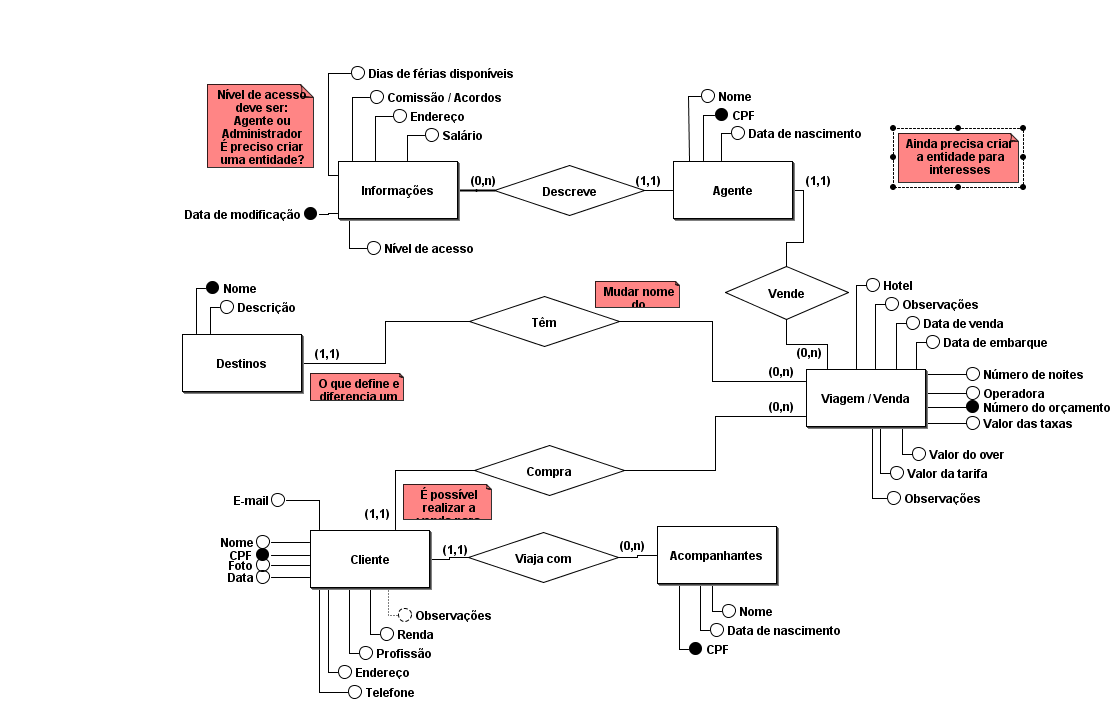 Dias de férias disponíveis
Comissão / Acordos
Endereço
Salário
Nível de acesso
deve ser:
Agente ou
Administrador
É preciso criar
uma entidade?
Informações
(0,n)
Descreve
(1,1)
Agente
(1,1)
Nome
CPF
Data de nascimento
Ainda precisa criar
a entidade para
interesses
Data de modificação
Nível de acesso
Nome
Descrição
Destinos
(1,1)
O que define e
diferencia um
Têm
Mudar nome
do
(0,n)
Vende
(0,n)
Hotel
Observações
Data de venda
Data de embarque
Número de noites
Operadora
Número do orçamento
Valor das taxas
Viagem / Venda
Valor do over
Valor da tarifa
Observações
(0,n)
Compra
(1,1)
É possível
realizar a
E-mail
Nome
CPF
Foto
Data
Cliente
(1,1)
Viaja com
(0,n)
Acompanhantes
Nome
Data de nascimento
CPF
Observações
Renda
Profissão
Endereço
Telefone